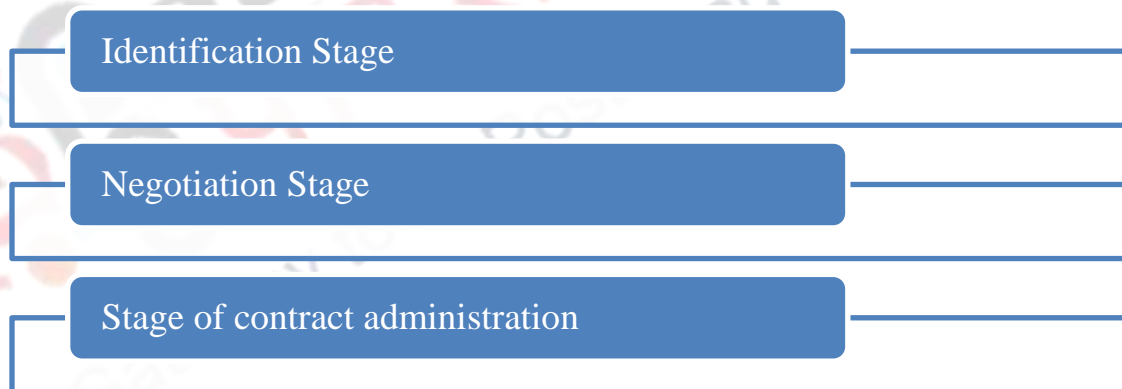 Identification Stage
Negotiation Stage
Stage of contract administration